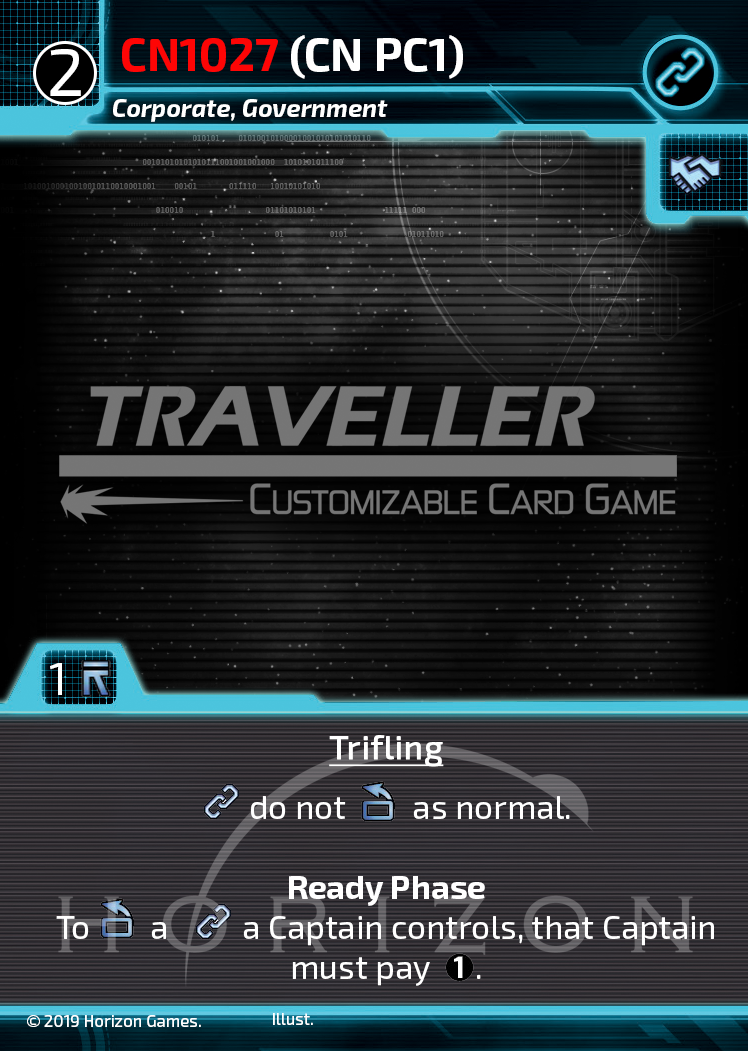 2
CN1027 (CN PC1)
Corporate, Government
TRAVELLER
CUSTOMIZABLE CARD GAME
1
Trifling
do not as normal.
Ready Phase
To a a Captain controls, that Captain
must pay 1.
HORIZON
© 2019 Horizon Games.
Illust.